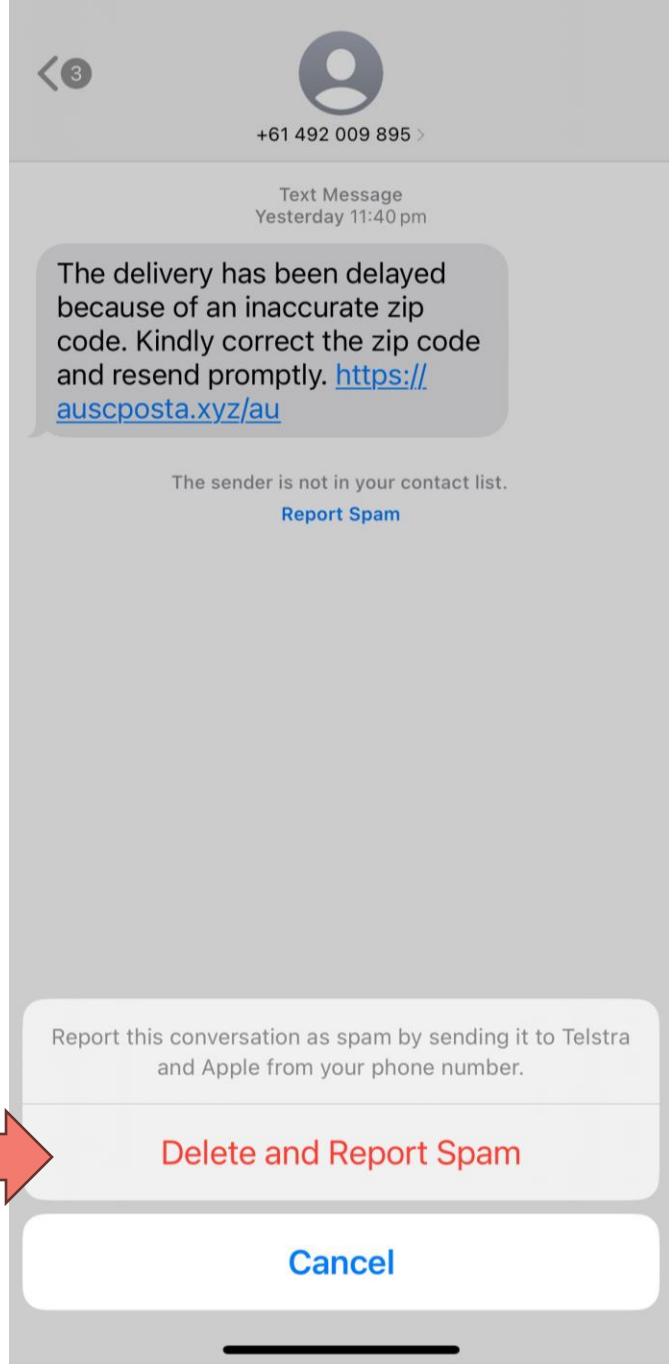 3
+61 492 009 895 >
Text Message
Yesterday 11:40 pm
The delivery has been delayed
because of an inaccurate zip
code. Kindly correct the zip code
and resend promptly. https://
auscposta.xyz/au
The sender is not in your contact list.
Report Spam
Report this conversation as spam by sending it to Telstra
and Apple from your phone number.
Delete and Report Spam
Cancel